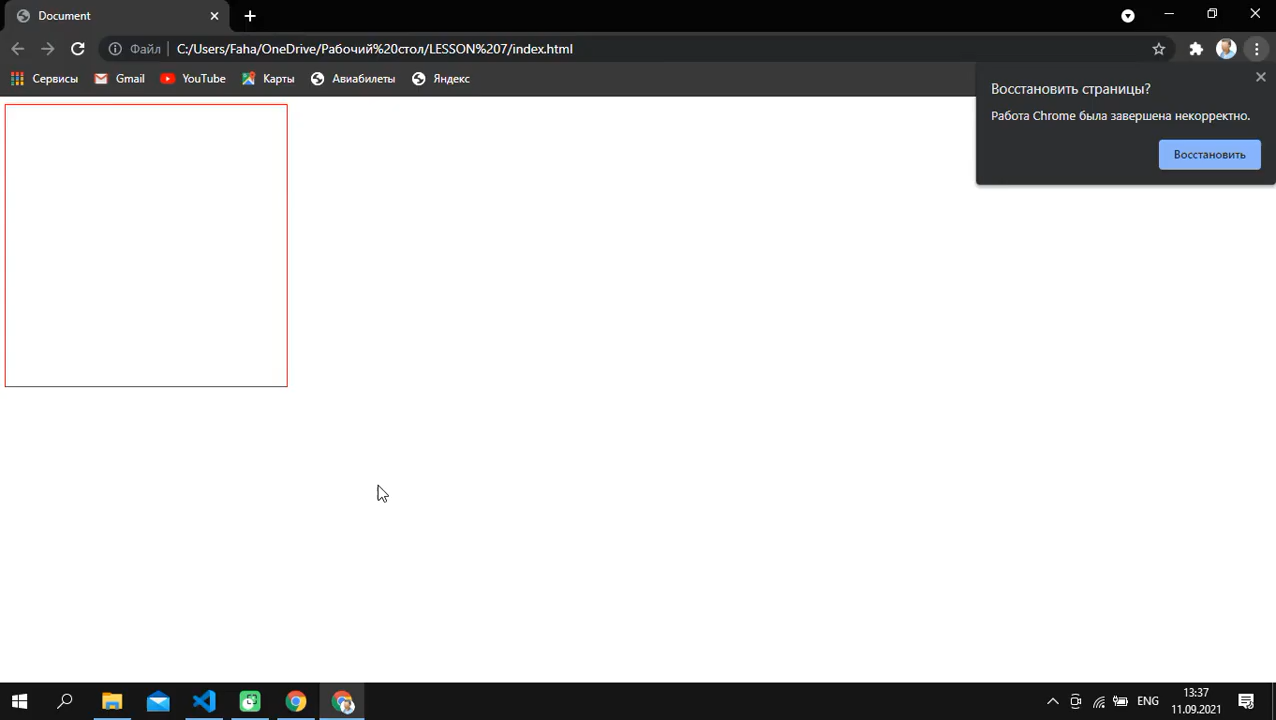 Document
Файл
C:/Users/Faha/OneDrive/Рабочий%20стол/LESSON%207/index.html
Сервисы Gmail YouTube Карты Авиабилеты Яндекс
Восстановить страницы?
Работа Chrome была завершена некорректно.
Восстановить
ENG
13:37
11.09.2021